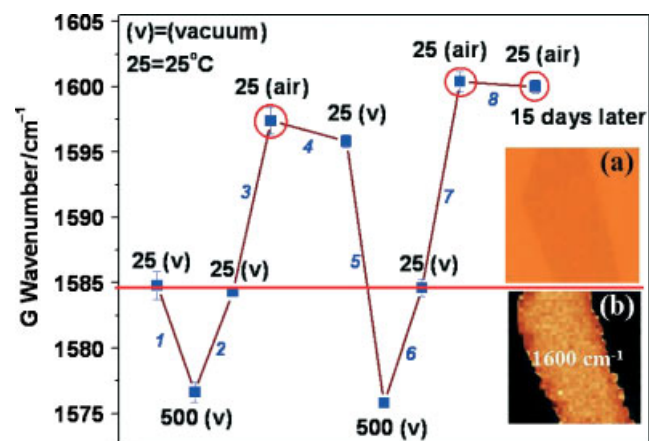 (v)=(vacuum)
25=25°C
G Wavenumber/cm⁻¹
1605
1600
1595
1590
1585
1580
1575
25 (v)
500 (v)
25 (v)
25 (air)
25 (v)
500 (v)
25 (v)
25 (air)
25 (air)
15 days later
1
2
3
4
5
6
7
8
(a)
(b)
1600 cm⁻¹